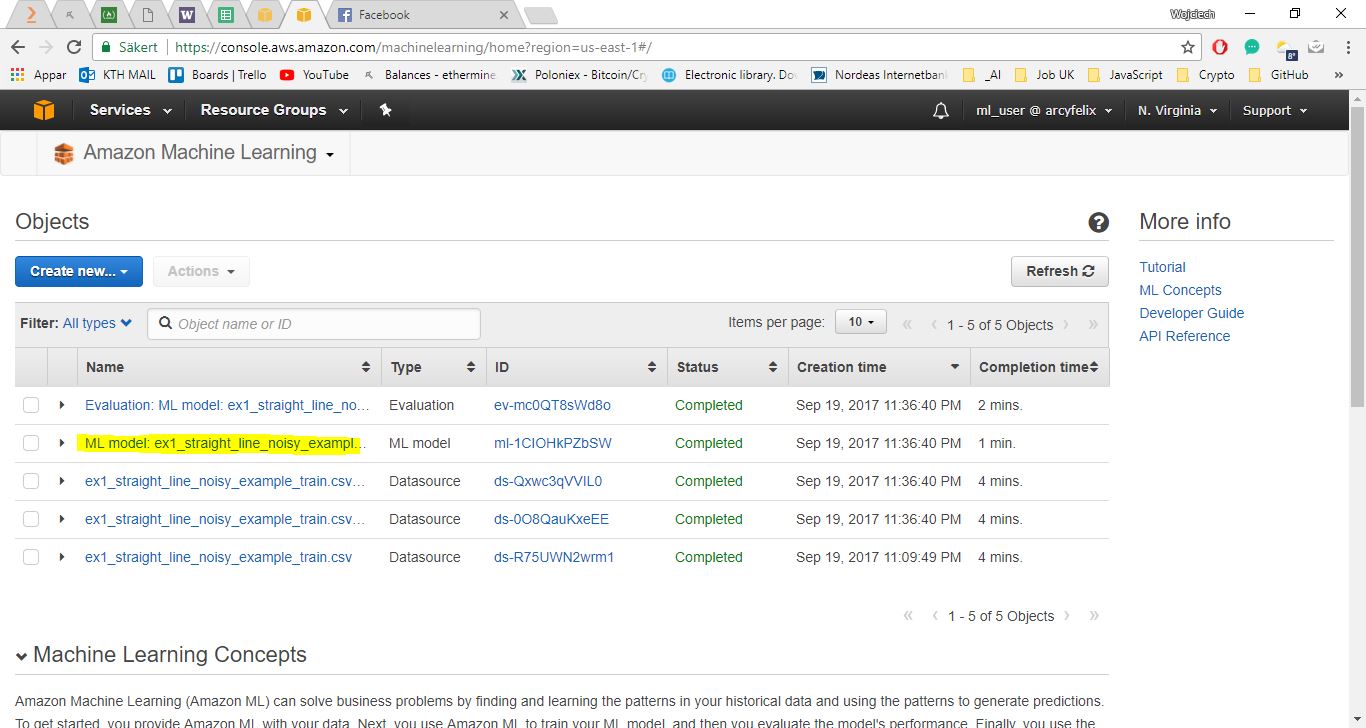 Facebook
Wojciech
Säkert https://console.aws.amazon.com/machinelearning/home?region=us-east-1#/
8°
Appar KTH MAIL Boards | Trello YouTube Balances - ethermine Poloniex - Bitcoin/Cry Electronic library. Do Nordeas Internetban _AI Job UK JavaScript Crypto GitHub »
Services Resource Groups ml_user @ arcyfelix N. Virginia Support
Amazon Machine Learning
Objects ? More info
Create new... Actions Refresh
Tutorial
ML Concepts
Developer Guide
API Reference
Filter: All types Object name or ID Items per page: 10 « ‹ 1 - 5 of 5 Objects › »
Name Type ID Status Creation time Completion time
Evaluation: ML model: ex1_straight_line_no... Evaluation ev-mc0QT8sWd8o Completed Sep 19, 2017 11:36:40 PM 2 mins.
ML model: ex1_straight_line_noisy_exampl... ML model ml-1CIOHkPZbSW Completed Sep 19, 2017 11:36:40 PM 1 min.
ex1_straight_line_noisy_example_train.csv... Datasource ds-Qxwc3qVVIL0 Completed Sep 19, 2017 11:36:40 PM 4 mins.
ex1_straight_line_noisy_example_train.csv... Datasource ds-0O8QauKxeEE Completed Sep 19, 2017 11:36:40 PM 4 mins.
ex1_straight_line_noisy_example_train.csv Datasource ds-R75UWN2wrm1 Completed Sep 19, 2017 11:09:49 PM 4 mins.
« ‹ 1 - 5 of 5 Objects › »
Machine Learning Concepts
Amazon Machine Learning (Amazon ML) can solve business problems by finding and learning the patterns in your historical data and using the patterns to generate predictions.
To get started, you provide Amazon ML with your data. Next, you use Amazon ML to train your ML model, and then you evaluate the model's performance. Finally, you use the